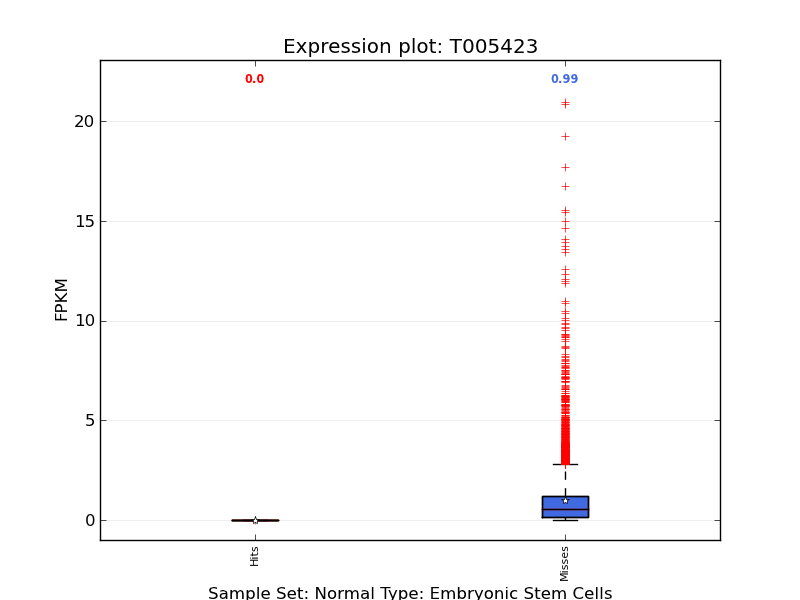 Expression plot: T005423
0.0
0.99
20
15
10
5
0
FPKM
Hits
Misses
Sample Set: Normal Type: Embryonic Stem Cells